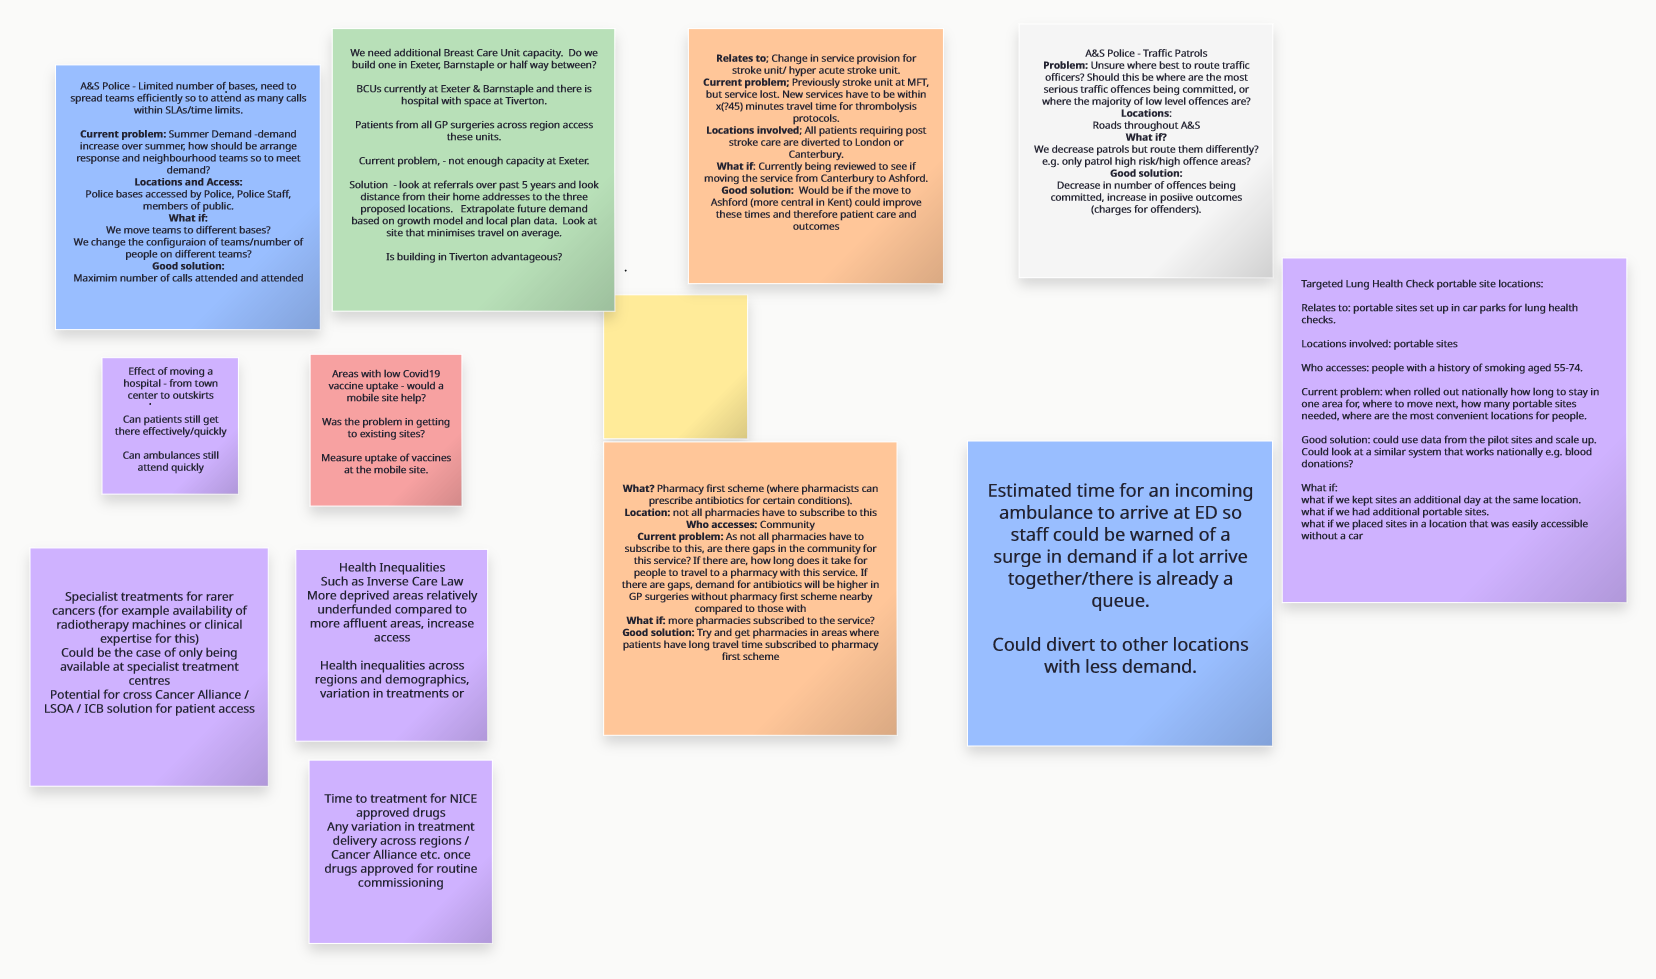 A&S Police - Limited number of bases, need to
spread teams efficiently so to attend as many calls
within SLAs/time limits.
Current problem: Summer Demand -demand
increase over summer, how should be arrange
response and neighbourhood teams so to meet
demand?
Locations and Access:
Police bases accessed by Police, Police Staff,
members of public.
What if:
We move teams to different bases?
We change the configuraion of teams/number of
people on different teams?
Good solution:
Maximim number of calls attended and attended
We need additional Breast Care Unit capacity. Do we
build one in Exeter, Barnstaple or half way between?
BCUs currently at Exeter & Barnstaple and there is
hospital with space at Tiverton.
Patients from all GP surgeries across region access
these units.
Current problem, - not enough capacity at Exeter.
Solution - look at referrals over past 5 years and look
distance from their home addresses to the three
proposed locations. Extrapolate future demand
based on growth model and local plan data. Look at
site that minimises travel on average.
Is building in Tiverton advantageous?
.
Relates to; Change in service provision for
stroke unit/ hyper acute stroke unit.
Current problem; Previously stroke unit at MFT,
but service lost. New services have to be within
x(?45) minutes travel time for thrombolysis
protocols.
Locations involved; All patients requiring post
stroke care are diverted to London or
Canterbury.
What if: Currently being reviewed to see if
moving the service from Canterbury to Ashford.
Good solution: Would be if the move to
Ashford (more central in Kent) could improve
these times and therefore patient care and
outcomes
A&S Police - Traffic Patrols
Problem: Unsure where best to route traffic
officers? Should this be where are the most
serious traffic offences being committed, or
where the majority of low level offences are?
Locations:
Roads throughout A&S
What if?
We decrease patrols but route them differently?
e.g. only patrol high risk/high offence areas?
Good solution:
Decrease in number of offences being
committed, increase in posiive outcomes
(charges for offenders).
Targeted Lung Health Check portable site locations:
Relates to: portable sites set up in car parks for lung health
checks.
Locations involved: portable sites
Who accesses: people with a history of smoking aged 55-74.
Current problem: when rolled out nationally how long to stay in
one area for, where to move next, how many portable sites
needed, where are the most convenient locations for people.
Good solution: could use data from the pilot sites and scale up.
Could look at a similar system that works nationally e.g. blood
donations?
What if:
what if we kept sites an additional day at the same location.
what if we had additional portable sites.
what if we placed sites in a location that was easily accessible
without a car
Effect of moving a
hospital - from town
center to outskirts
Can patients still get
there effectively/quickly
Can ambulances still
attend quickly
Areas with low Covid19
vaccine uptake - would a
mobile site help?
Was the problem in getting
to existing sites?
Measure uptake of vaccines
at the mobile site.
What? Pharmacy first scheme (where pharmacists can
prescribe antibiotics for certain conditions).
Location: not all pharmacies have to subscribe to this
Who accesses: Community
Current problem: As not all pharmacies have to
subscribe to this, are there gaps in the community for
this service? If there are, how long does it take for
people to travel to a pharmacy with this service. If
there are gaps, demand for antibiotics will be higher in
GP surgeries without pharmacy first scheme nearby
compared to those with
What if: more pharmacies subscribed to the service?
Good solution: Try and get pharmacies in areas where
patients have long travel time subscribed to pharmacy
first scheme
Estimated time for an incoming
ambulance to arrive at ED so
staff could be warned of a
surge in demand if a lot arrive
together/there is already a
queue.
Could divert to other locations
with less demand.
Specialist treatments for rarer
cancers (for example availability of
radiotherapy machines or clinical
expertise for this)
Could be the case of only being
available at specialist treatment
centres
Potential for cross Cancer Alliance /
LSOA / ICB solution for patient access
Health Inequalities
Such as Inverse Care Law
More deprived areas relatively
underfunded compared to
more affluent areas, increase
access
Health inequalities across
regions and demographics,
variation in treatments or
Time to treatment for NICE
approved drugs
Any variation in treatment
delivery across regions /
Cancer Alliance etc. once
drugs approved for routine
commissioning